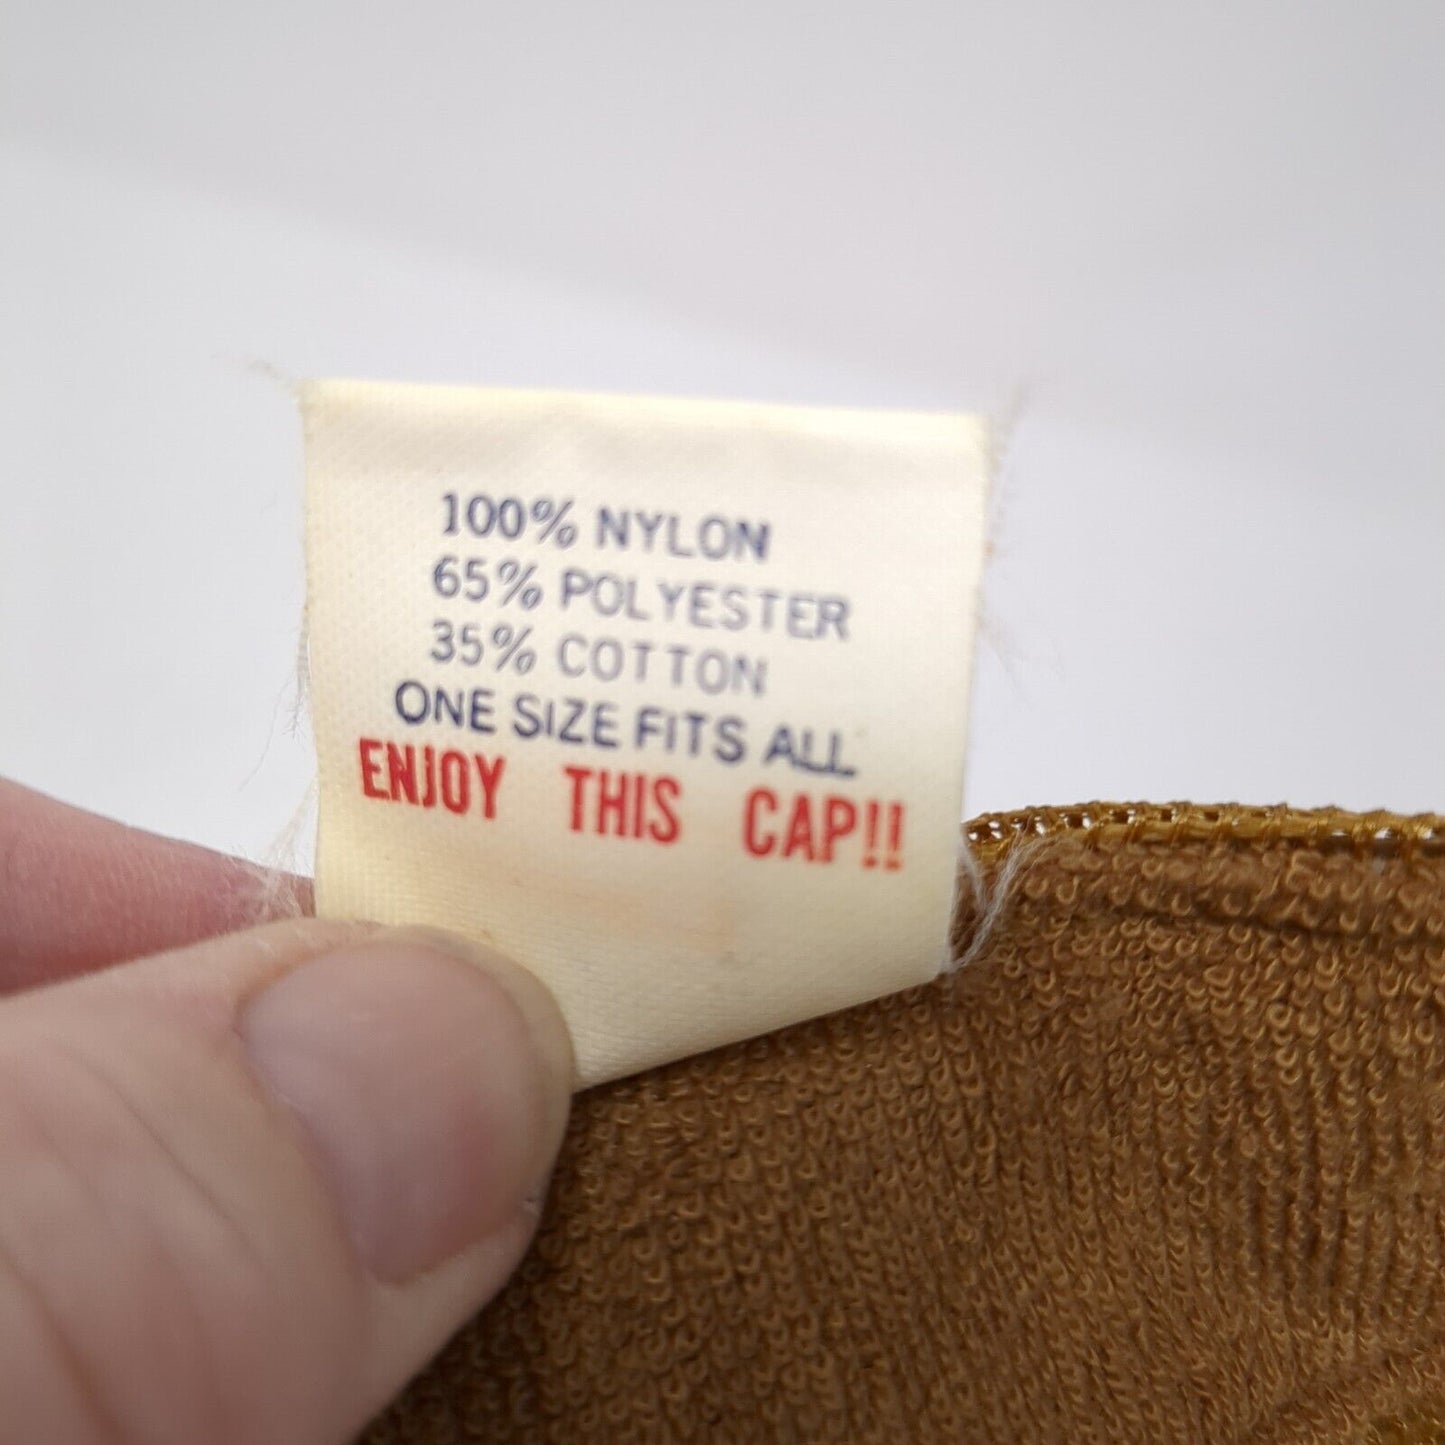 100% NYLON
65% POLYESTER
35% COTTON
ONE SIZE FITS ALL
ENJOY THIS CAP!!